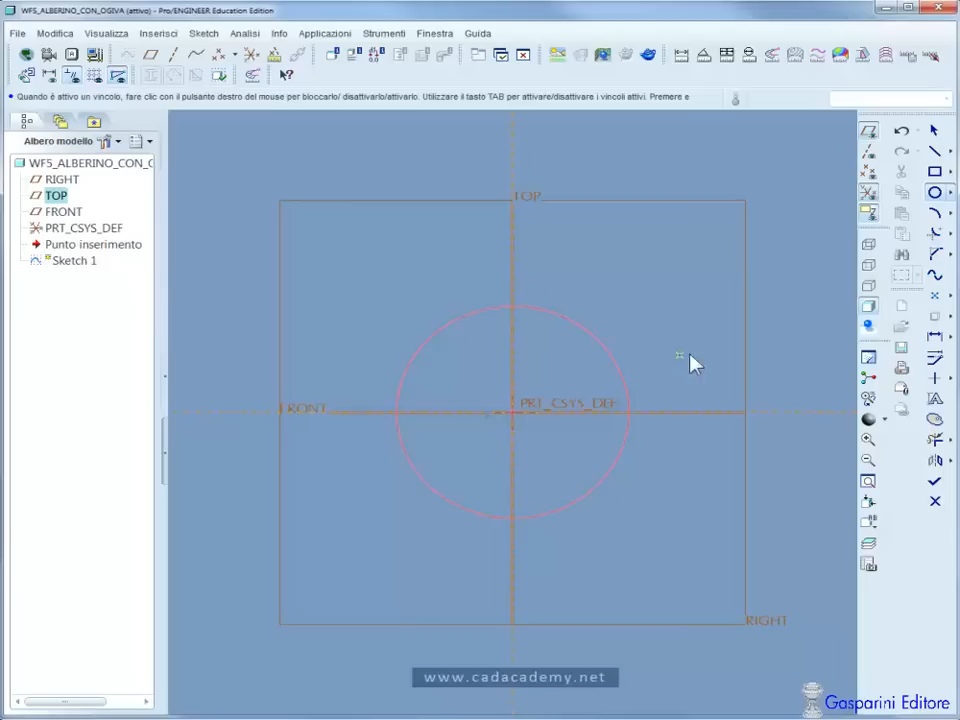 WF5_ALBERINO_CON_OGIVA (attivo) - Pro/ENGINEER Education Edition
File Modifica Visualizza Inserisci Sketch Analisi Info Applicazioni Strumenti Finestra Guida
Quando è attivo un vincolo, fare clic con il pulsante destro del mouse per bloccarlo/ disattivarlo/attivarlo. Utilizzare il tasto TAB per attivare/disattivare i vincoli attivi. Premere e
Albero modello
WF5_ALBERINO_CON_C
RIGHT
TOP
FRONT
PRT_CSYS_DEF
Punto inserimento
Sketch 1
TOP
PRT_CSYS_DEF
RONT
RIGHT
www.cadacademy.net
Gasparini Editore